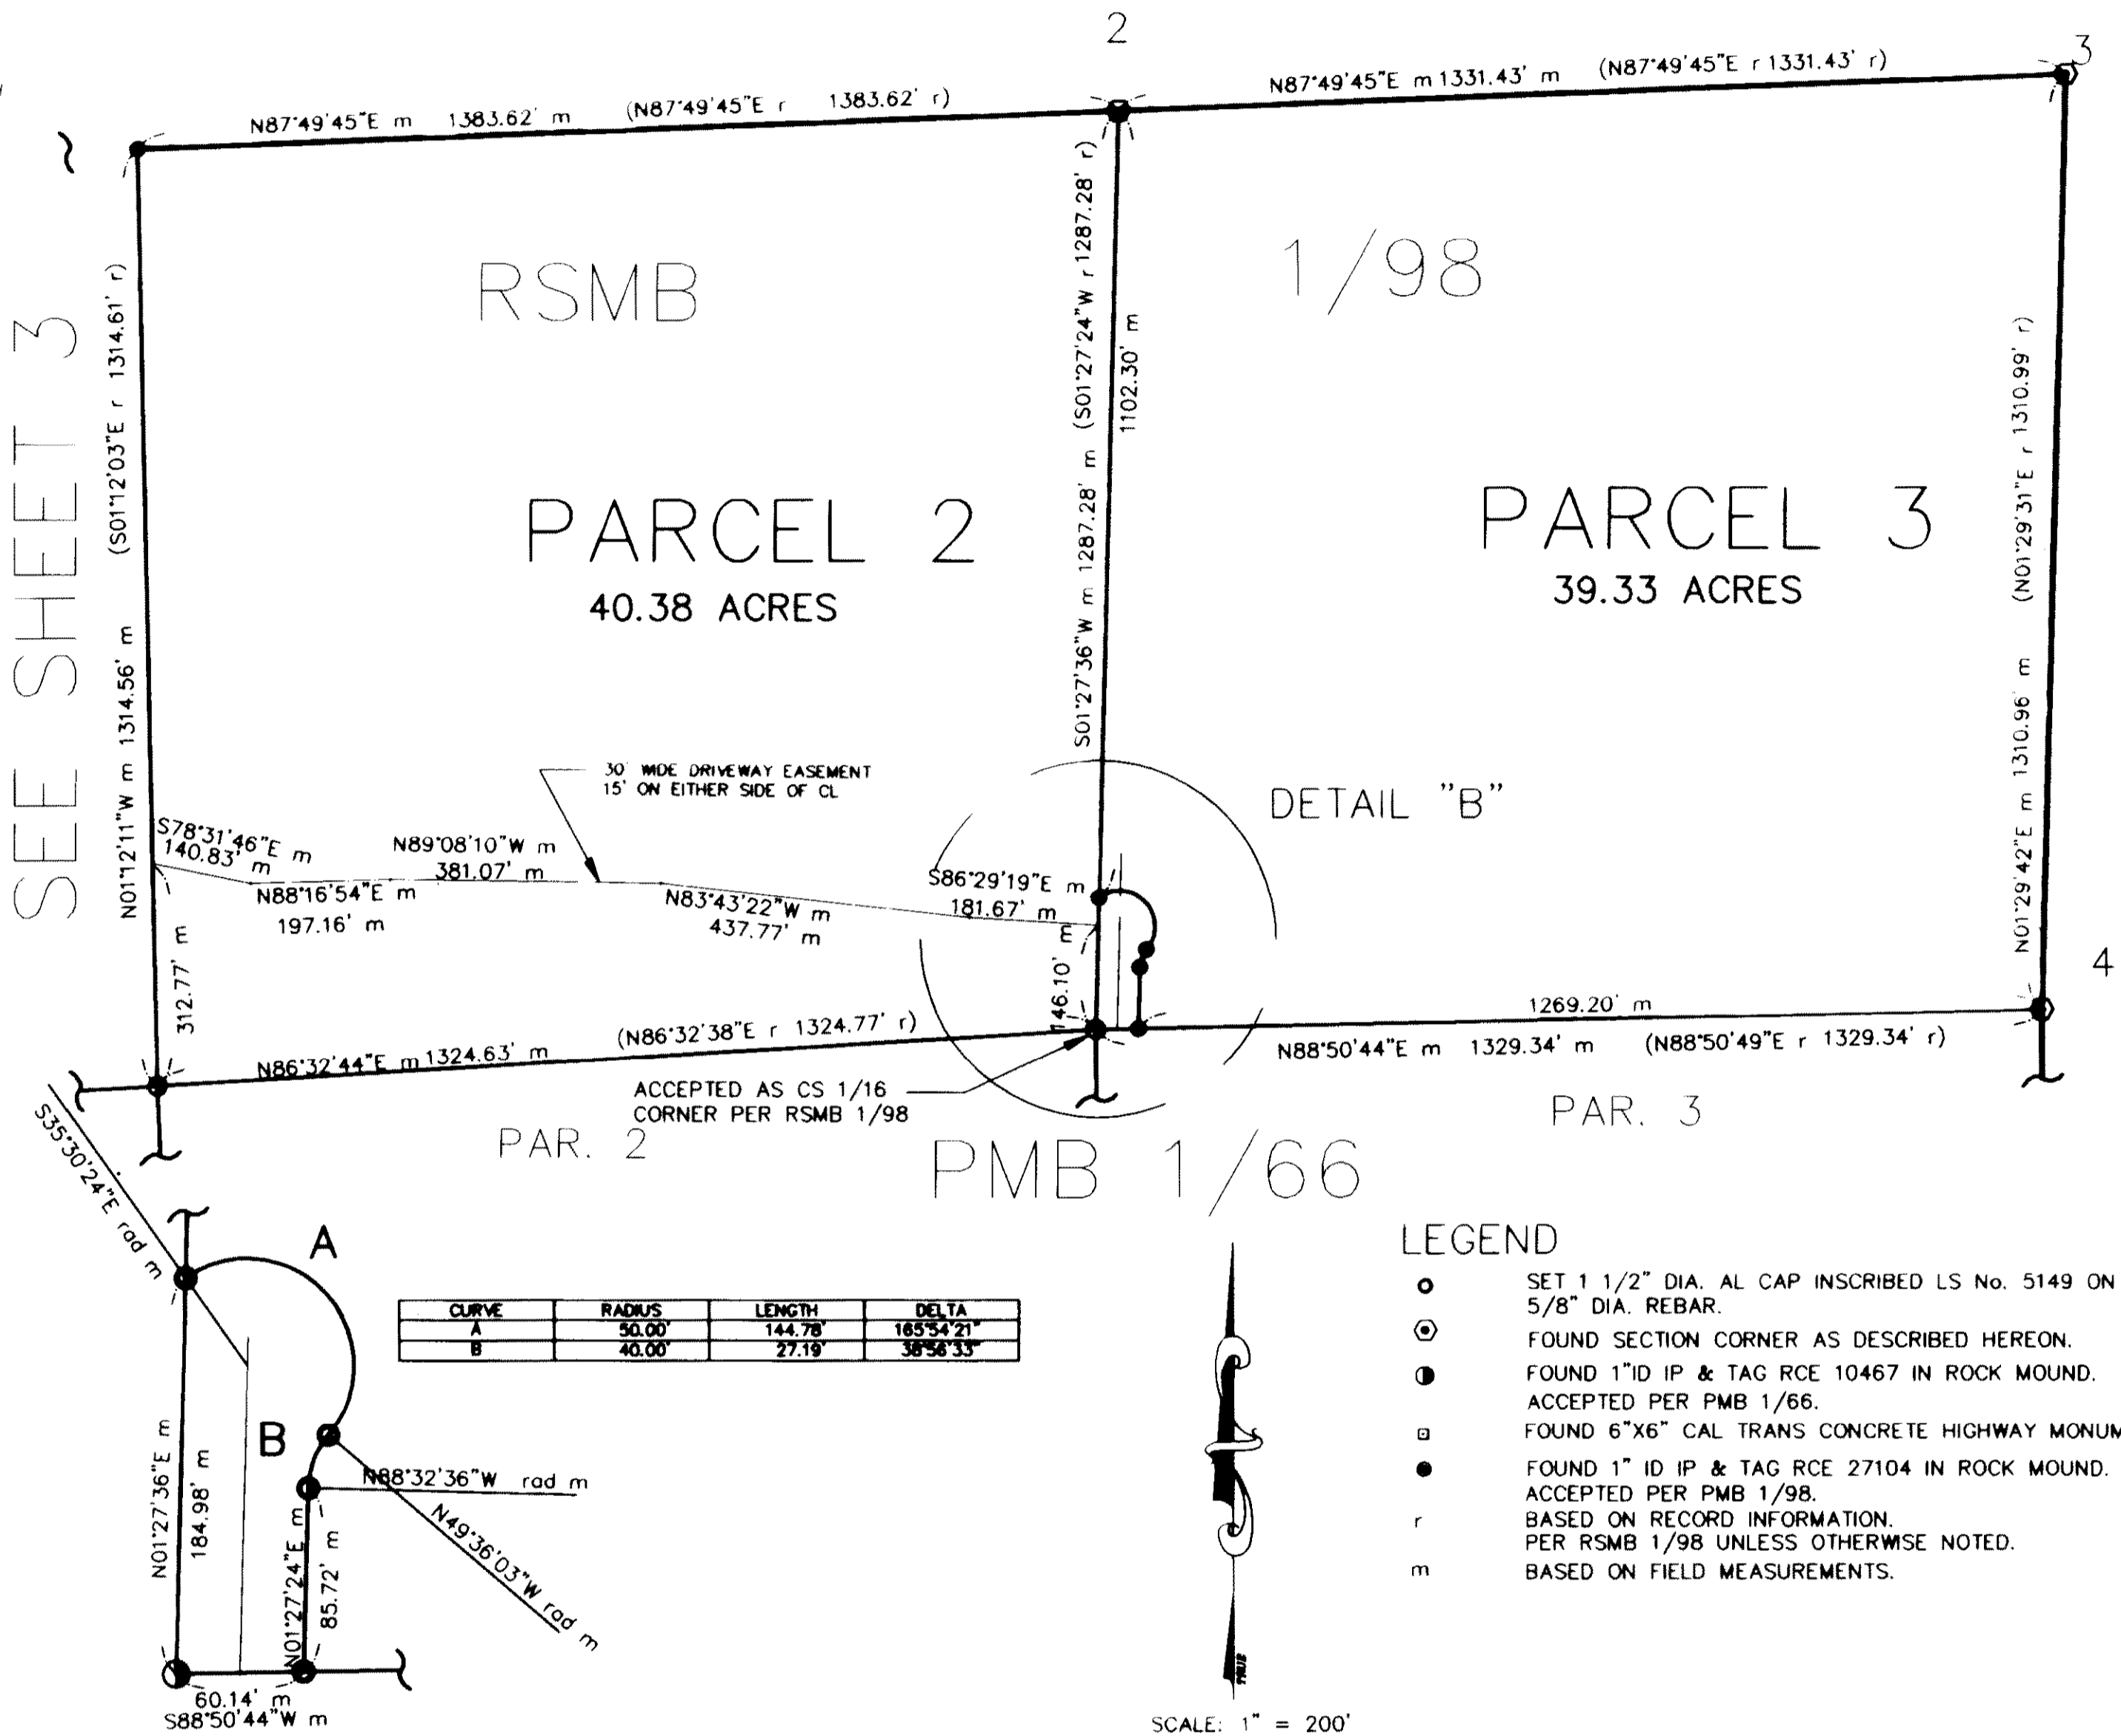 2
3
N87°49'45"E m 1383.62' m (N87°49'45"E r 1383.62' r)
N87°49'45"E m 1331.43' m (N87°49'45"E r 1331.43' r)
SEE SHEET 3
N01°12'11"W m 1314.56' m (S01°12'03"E r 1314.61' r)
RSMB
1/98
S01°27'36"W m 1287.28' m (S01°27'24"W r 1287.28' r)
1102.30' m
N01°29'42"E m 1310.96' m (N01°29'31"E r 1310.99' r)
PARCEL 2
40.38 ACRES
PARCEL 3
39.33 ACRES
30' WIDE DRIVEWAY EASEMENT
15' ON EITHER SIDE OF CL
DETAIL "B"
S78°31'46"E m
140.83' m
N88°16'54"E m
197.16' m
N89°08'10"W m
381.07' m
N83°43'22"W m
437.77' m
S86°29'19"E m
181.67' m
312.77' m
146.10' m
4
N86°32'44"E m 1324.63' m (N86°32'38"E r 1324.77' r)
1269.20' m
N88°50'44"E m 1329.34' m (N88°50'49"E r 1329.34' r)
ACCEPTED AS CS 1/16
CORNER PER RSMB 1/98
PAR. 2
PAR. 3
PMB 1/66
S35°30'24"E rad m
A
B
N88°32'36"W rad m
N49°36'03"W rad m
N01°27'36"E m
184.98' m
N01°27'24"E m
85.72' m
60.14' m
S88°50'44"W m
CURVE RADIUS LENGTH DELTA
A 50.00' 144.78' 165°54'21"
B 40.00' 27.19' 38°56'33"
TRUE
SCALE: 1" = 200'
LEGEND
SET 1 1/2" DIA. AL CAP INSCRIBED LS No. 5149 ON
5/8" DIA. REBAR.
FOUND SECTION CORNER AS DESCRIBED HEREON.
FOUND 1"ID IP & TAG RCE 10467 IN ROCK MOUND.
ACCEPTED PER PMB 1/66.
FOUND 6"X6" CAL TRANS CONCRETE HIGHWAY MONUM
FOUND 1" ID IP & TAG RCE 27104 IN ROCK MOUND.
ACCEPTED PER PMB 1/98.
r BASED ON RECORD INFORMATION.
PER RSMB 1/98 UNLESS OTHERWISE NOTED.
m BASED ON FIELD MEASUREMENTS.